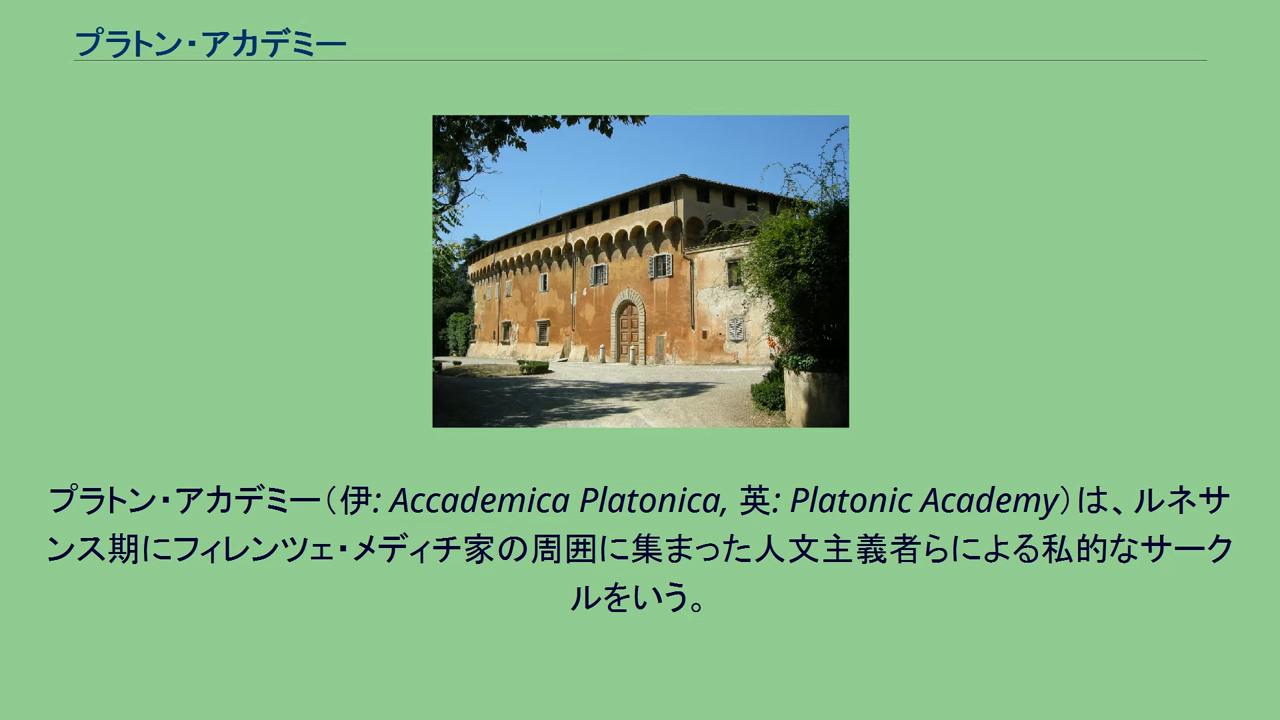 プラトン・アカデミー
プラトン・アカデミー（伊: Accademica Platonica, 英: Platonic Academy）は、ルネサ
ンス期にフィレンツェ・メディチ家の周囲に集まった人文主義者らによる私的なサーク
ルをいう。